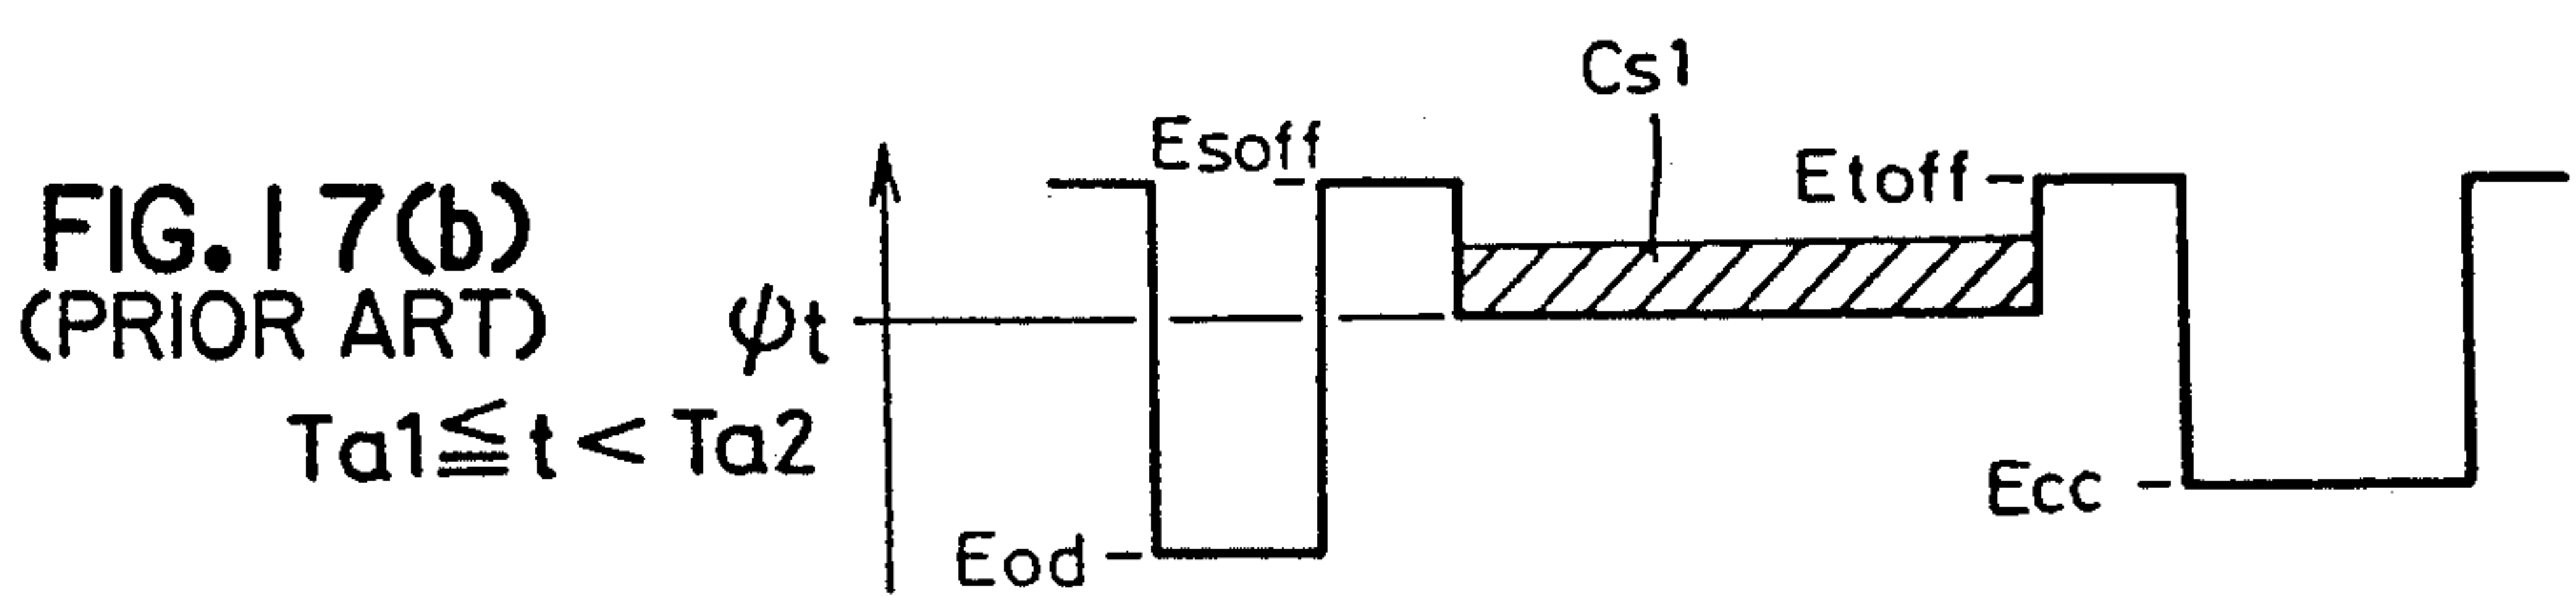 FIG.17(b)
(PRIOR ART)
Ta1≦t<Ta2
ψt
Esoff
Cs1
Etoff
Eod
Ecc